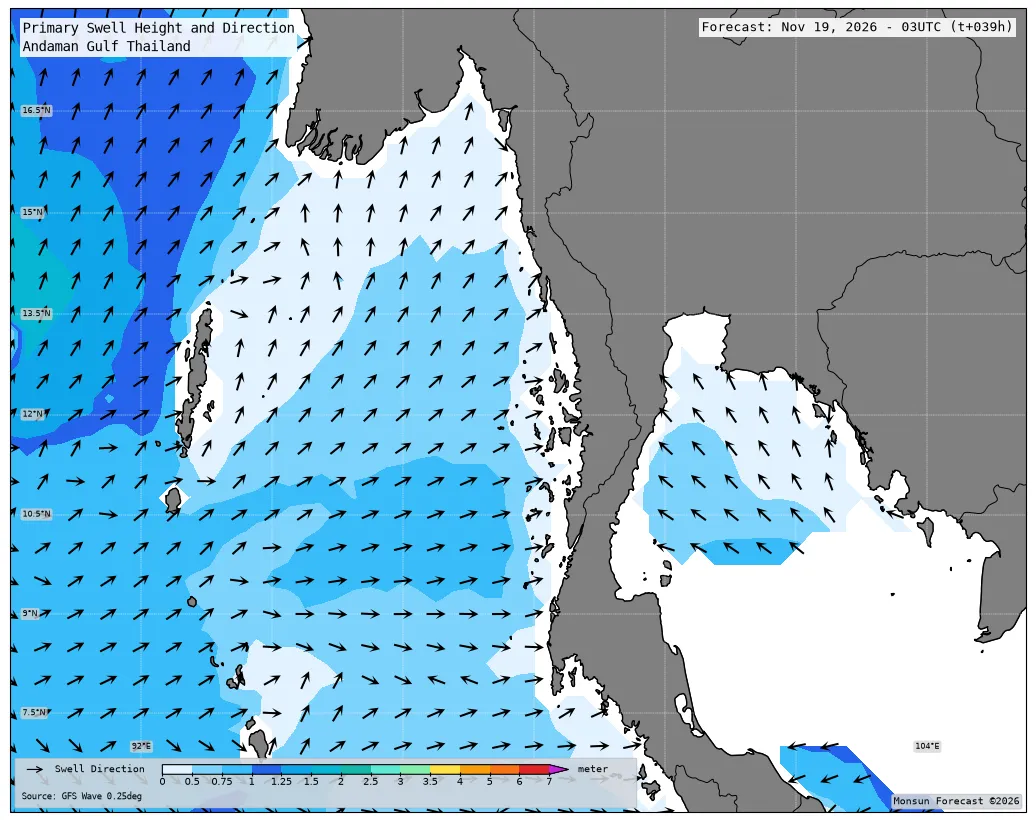 Primary Swell Height and Direction
Andaman Gulf Thailand
Forecast: Nov 19, 2026 - 03UTC (t+039h)
16.5°N
15°N
13.5°N
12°N
10.5°N
9°N
7.5°N
92°E
104°E
Swell Direction
meter
0 0.5 0.75 1 1.25 1.5 2 2.5 3 3.5 4 5 6 7
Source: GFS Wave 0.25deg
Monsun Forecast ©2026